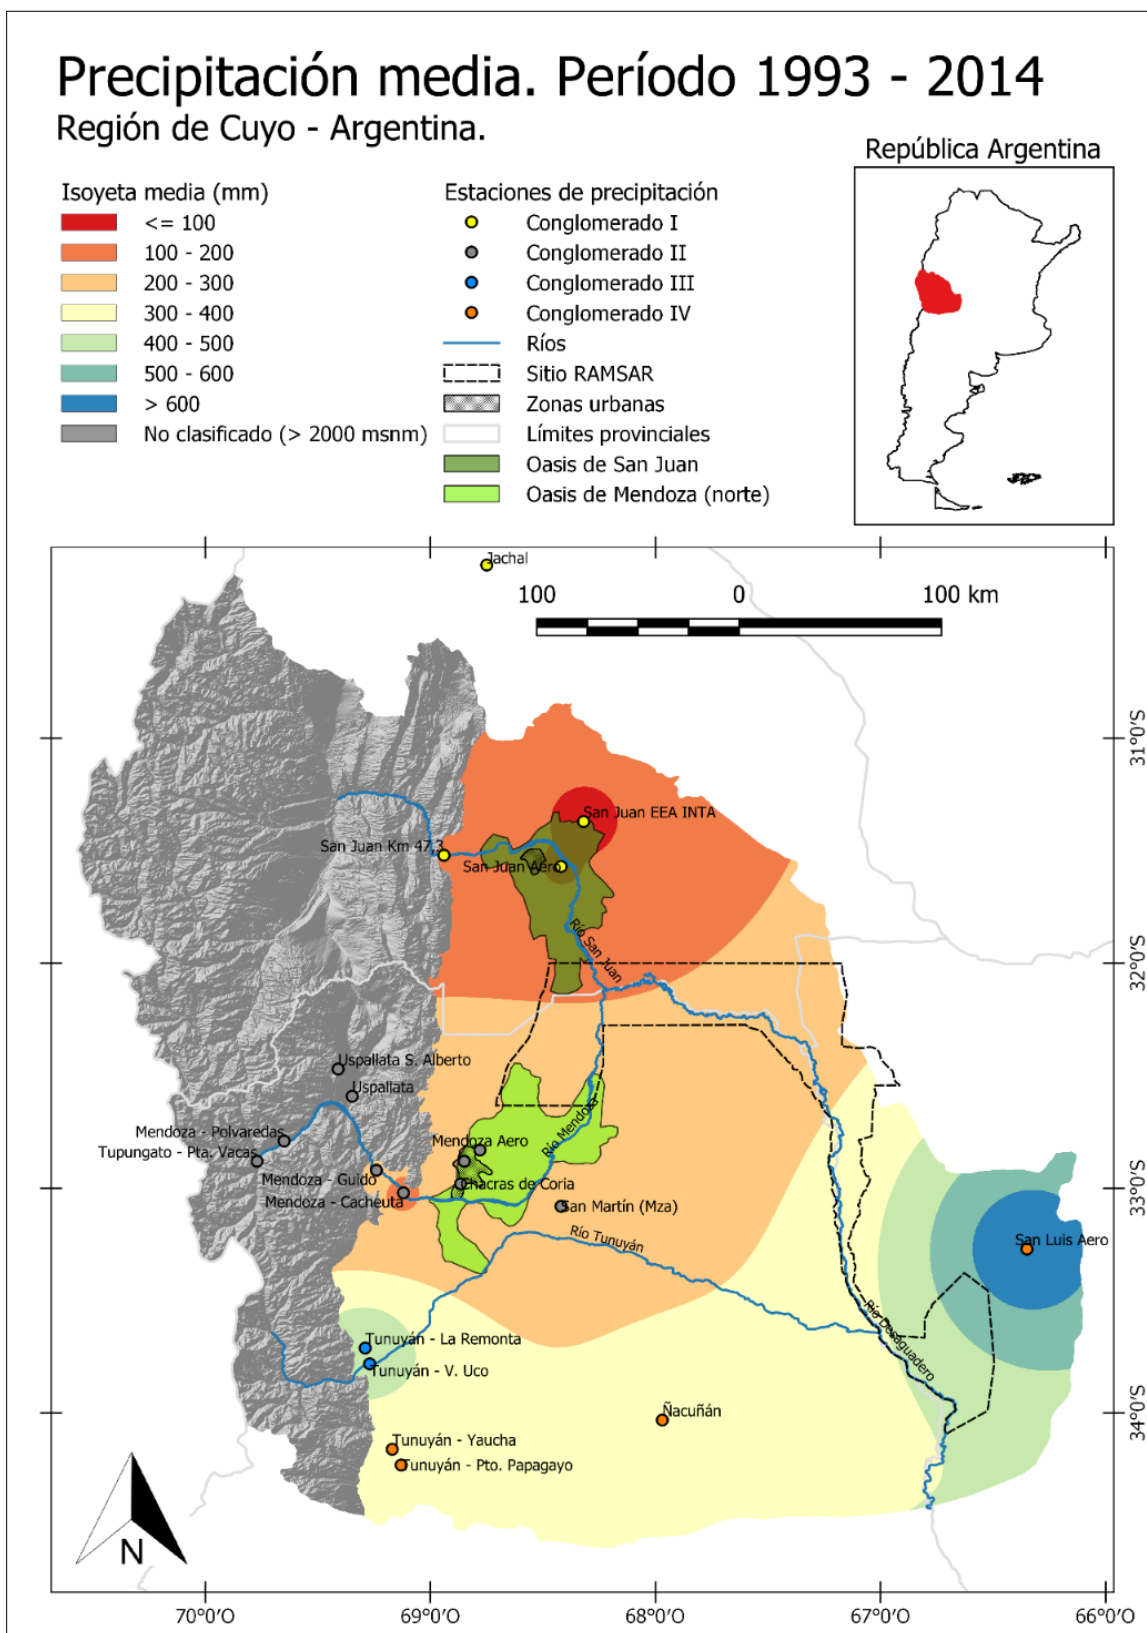 Precipitación media. Período 1993 - 2014
Región de Cuyo - Argentina.
República Argentina
Isoyeta media (mm)
<= 100
100 - 200
200 - 300
300 - 400
400 - 500
500 - 600
> 600
No clasificado (> 2000 msnm)
Estaciones de precipitación
Conglomerado I
Conglomerado II
Conglomerado III
Conglomerado IV
Ríos
Sitio RAMSAR
Zonas urbanas
Límites provinciales
Oasis de San Juan
Oasis de Mendoza (norte)
Jachal
100 0 100 km
31°0'S
San Juan EEA INTA
San Juan Km 47.3
San Juan Aero
Río San Juan
32°0'S
Uspallata S. Alberto
Uspallata
Mendoza - Polvaredas
Tupungato - Pta. Vacas
Mendoza - Guido
Mendoza - Cacheuta
Mendoza Aero
Río Mendoza
Chacras de Coria
San Martín (Mza)
33°0'S
Río Tunuyán
San Luis Aero
Río Desaguadero
Tunuyán - La Remonta
Tunuyán - V. Uco
Ñacuñán
34°0'S
Tunuyán - Yaucha
Tunuyán - Pto. Papagayo
N
70°0'O
69°0'O
68°0'O
67°0'O
66°0'O